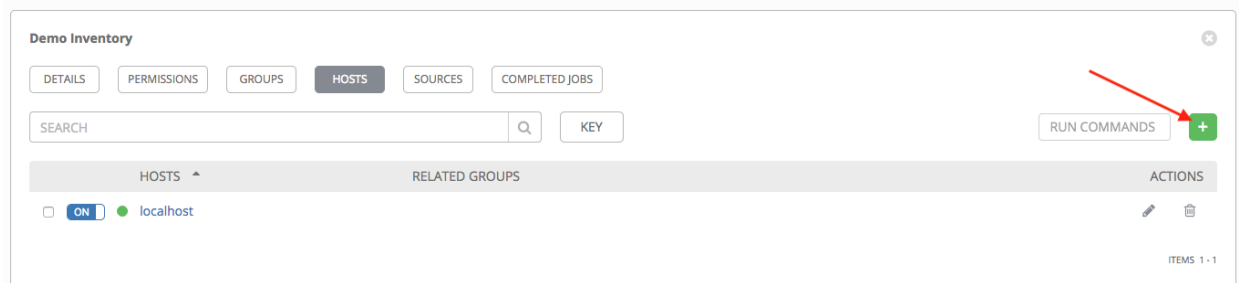 Demo Inventory
DETAILS PERMISSIONS GROUPS HOSTS SOURCES COMPLETED JOBS
SEARCH KEY RUN COMMANDS +
HOSTS RELATED GROUPS ACTIONS
ON localhost
ITEMS 1 - 1